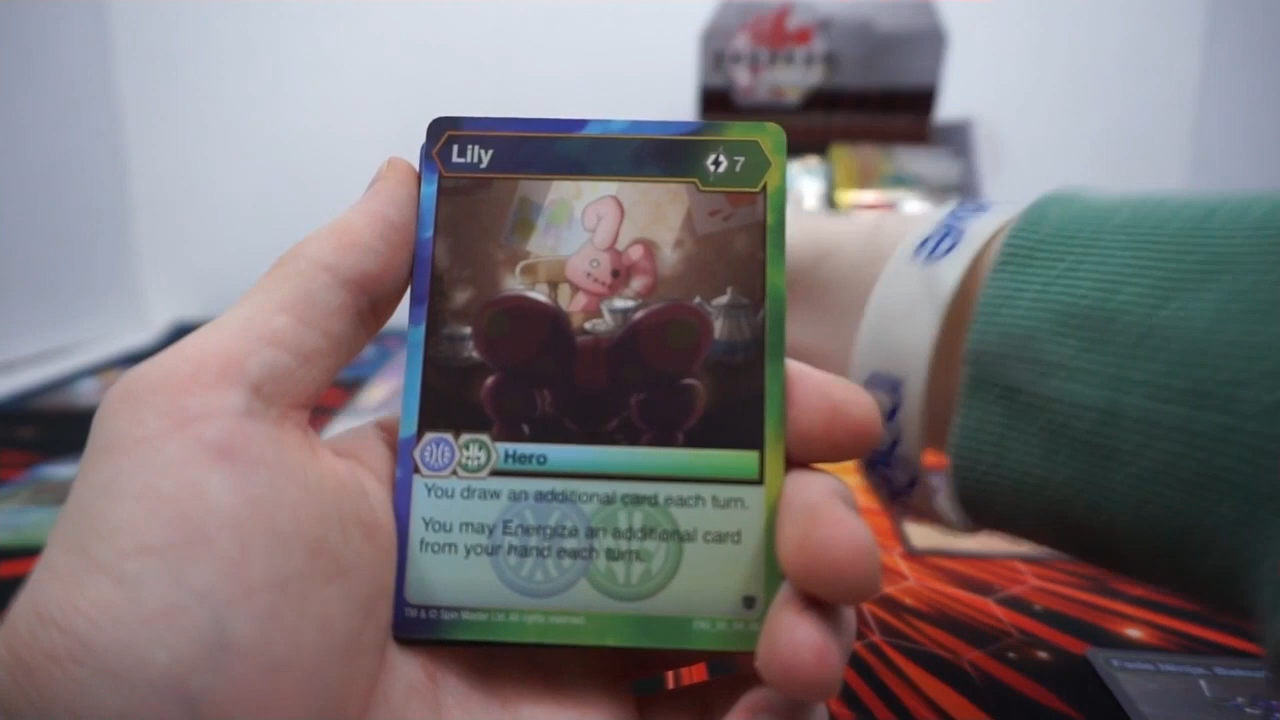 Lily
7
Hero
You draw an additional card each turn.
You may Energize an additional card
from your hand each turn.
TM & © Spin Master Ltd. All rights reserved.